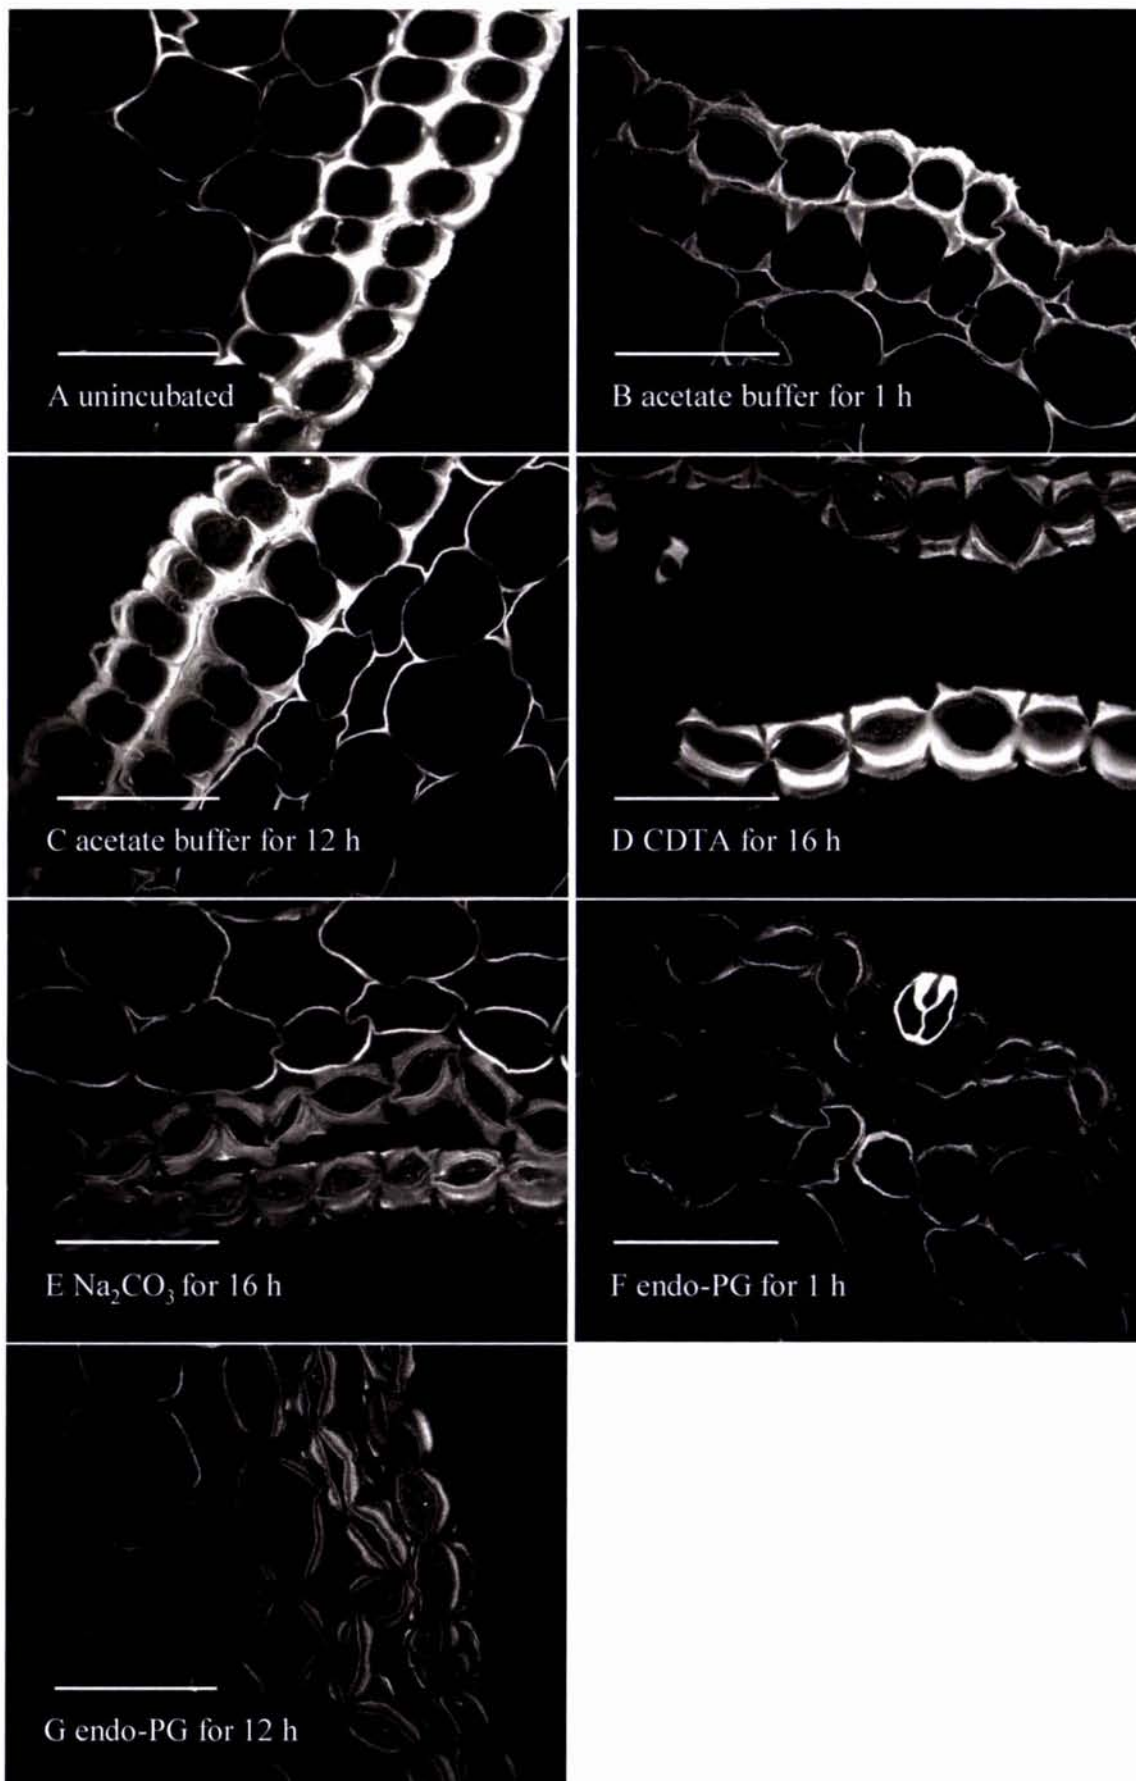 A unincubated
B acetate buffer for 1 h
C acetate buffer for 12 h
D CDTA for 16 h
E Na₂CO₃ for 16 h
F endo-PG for 1 h
G endo-PG for 12 h